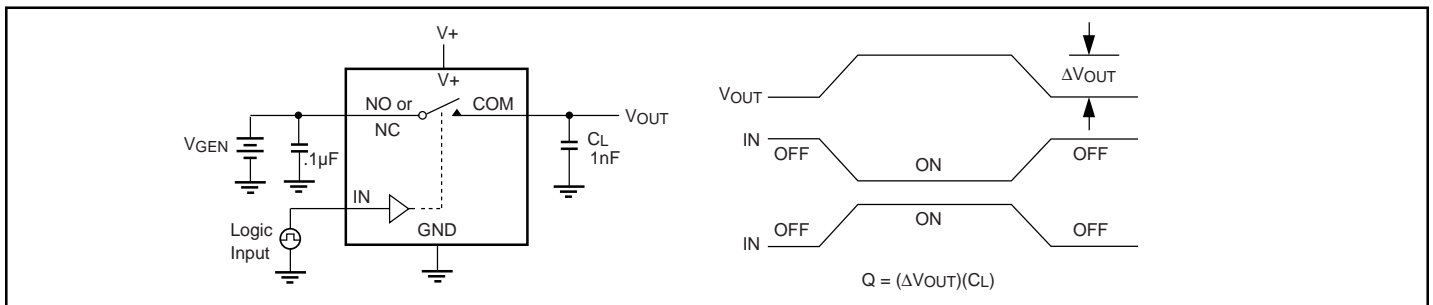 V+
V+
NO or
NC
COM
VOUT
VGEN
.1µF
CL
1nF
IN
Logic
Input
GND
VOUT
ΔVOUT
IN
OFF
ON
OFF
IN
OFF
ON
OFF
Q = (ΔVOUT)(CL)